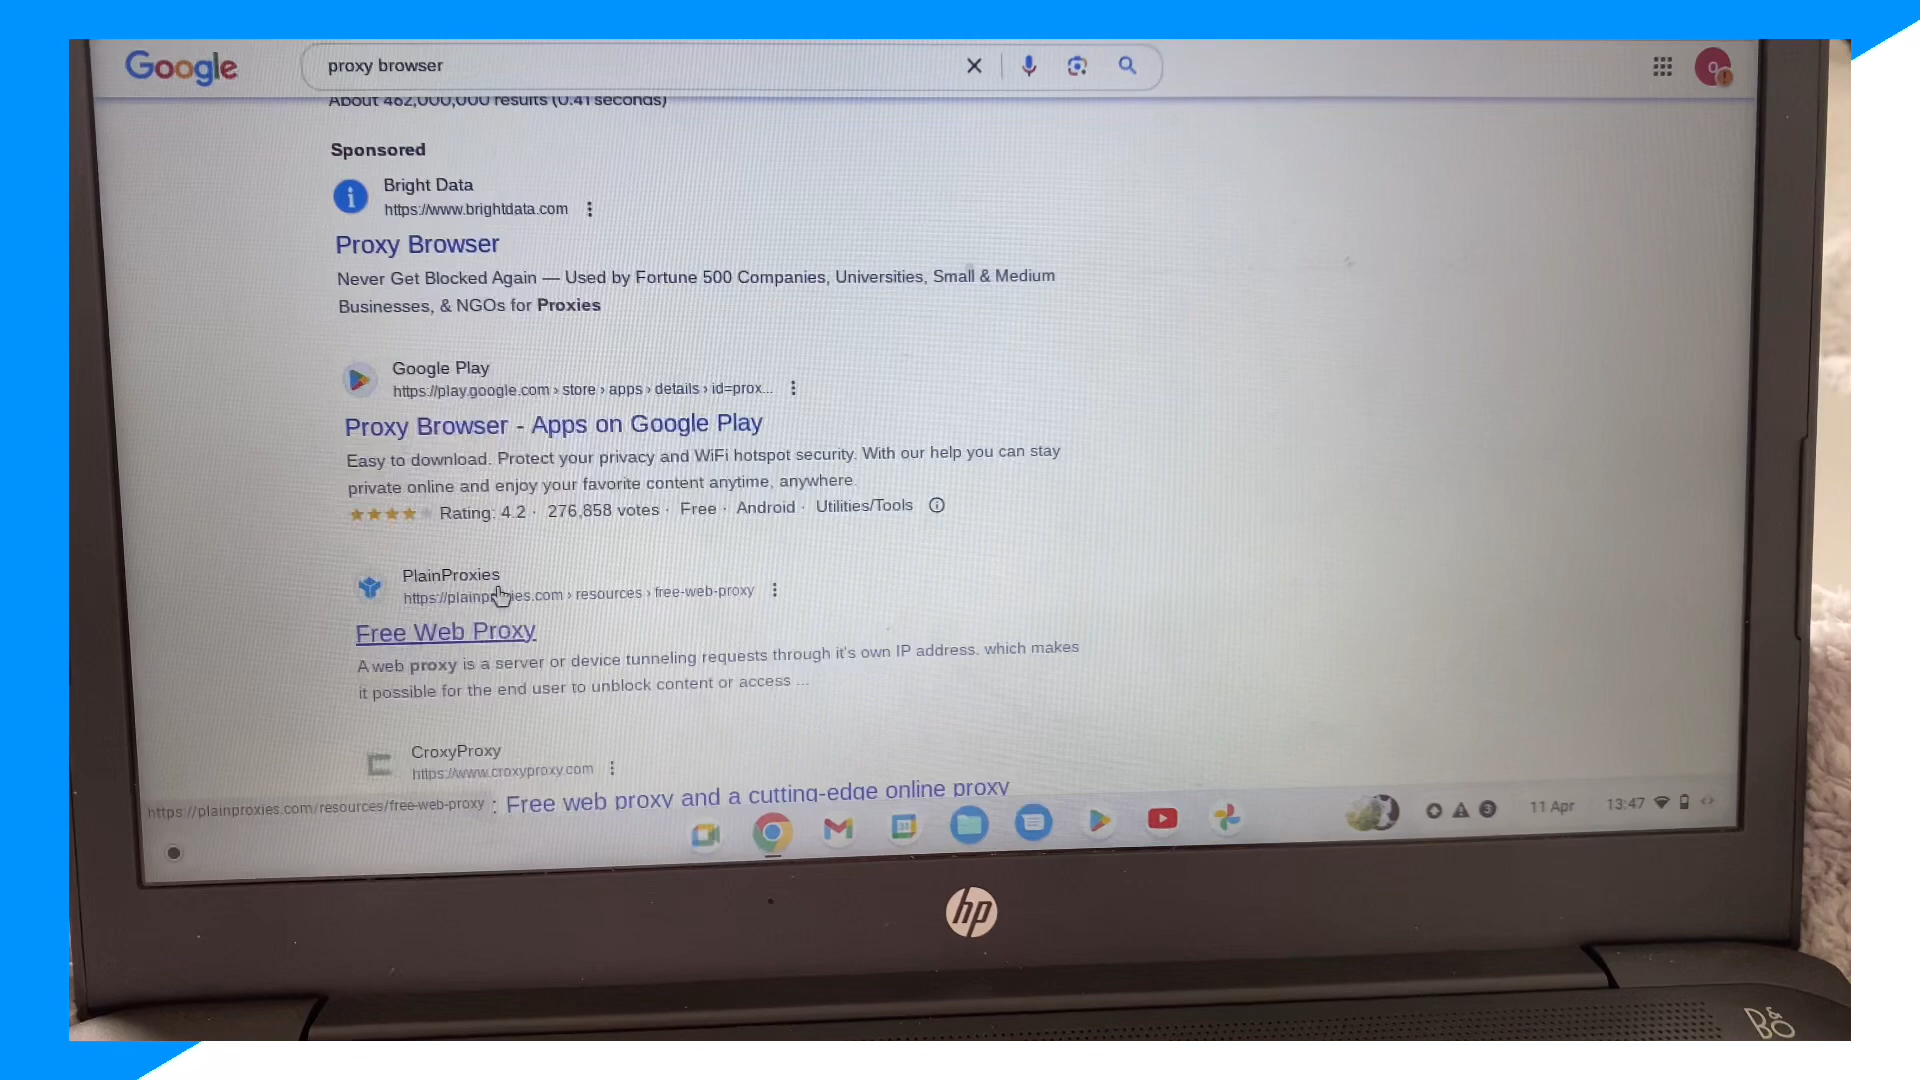 Google
proxy browser
About 462,000,000 results (0.41 seconds)
Sponsored
Bright Data
https://www.brightdata.com
Proxy Browser
Never Get Blocked Again — Used by Fortune 500 Companies, Universities, Small & Medium
Businesses, & NGOs for Proxies
Google Play
https://play.google.com › store › apps › details › id=prox...
Proxy Browser - Apps on Google Play
Easy to download. Protect your privacy and WiFi hotspot security. With our help you can stay
private online and enjoy your favorite content anytime, anywhere.
Rating: 4.2 · 276,858 votes · Free · Android · Utilities/Tools
PlainProxies
https://plainproxies.com › resources › free-web-proxy
Free Web Proxy
A web proxy is a server or device tunneling requests through it's own IP address. which makes
it possible for the end user to unblock content or access ...
CroxyProxy
https://www.croxyproxy.com
: Free web proxy and a cutting-edge online proxy
https://plainproxies.com/resources/free-web-proxy
31
3
11 Apr
13:47
hp
B&O